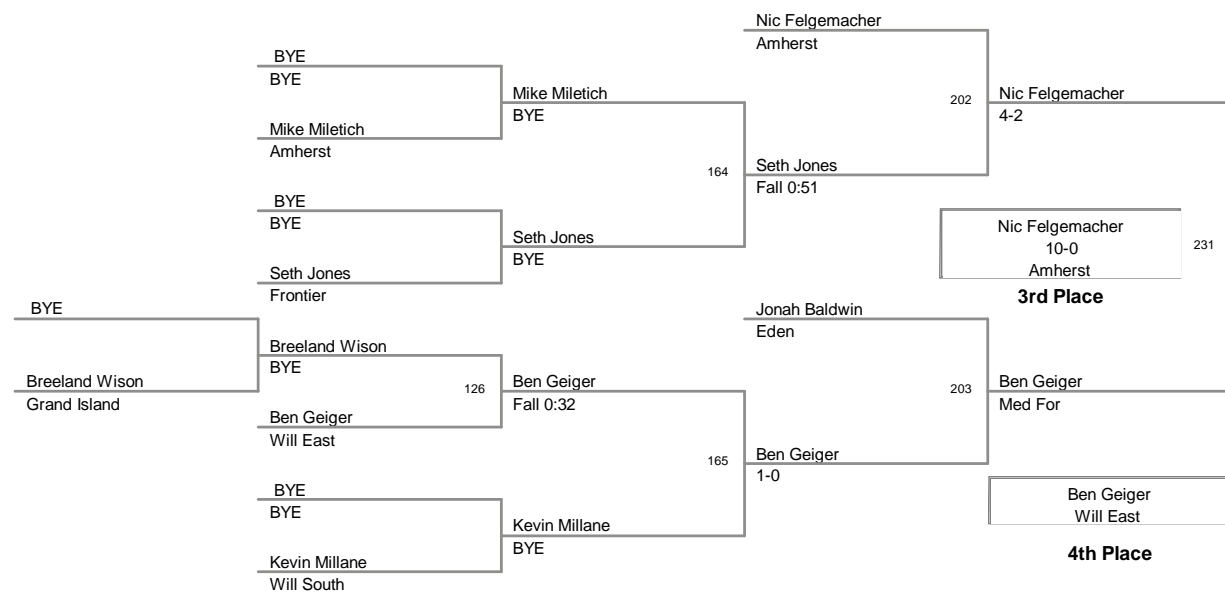 Nic Felgemacher
Amherst
BYE
BYE
Mike Miletich
BYE
202
Nic Felgemacher
4-2
Mike Miletich
Amherst
164
Seth Jones
Fall 0:51
BYE
BYE
Seth Jones
BYE
Nic Felgemacher
10-0
Amherst
231
3rd Place
Seth Jones
Frontier
BYE
Jonah Baldwin
Eden
Breeland Wison
BYE
Breeland Wison
Grand Island
126
Ben Geiger
Fall 0:32
203
Ben Geiger
Med For
Ben Geiger
Will East
165
Ben Geiger
1-0
BYE
BYE
Ben Geiger
Will East
4th Place
Kevin Millane
BYE
Kevin Millane
Will South